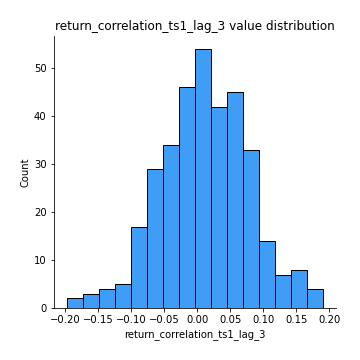 return_correlation_ts1_lag_3 value distribution
50
40
30
20
10
0
Count
−0.20 −0.15 −0.10 −0.05 0.00 0.05 0.10 0.15 0.20
return_correlation_ts1_lag_3